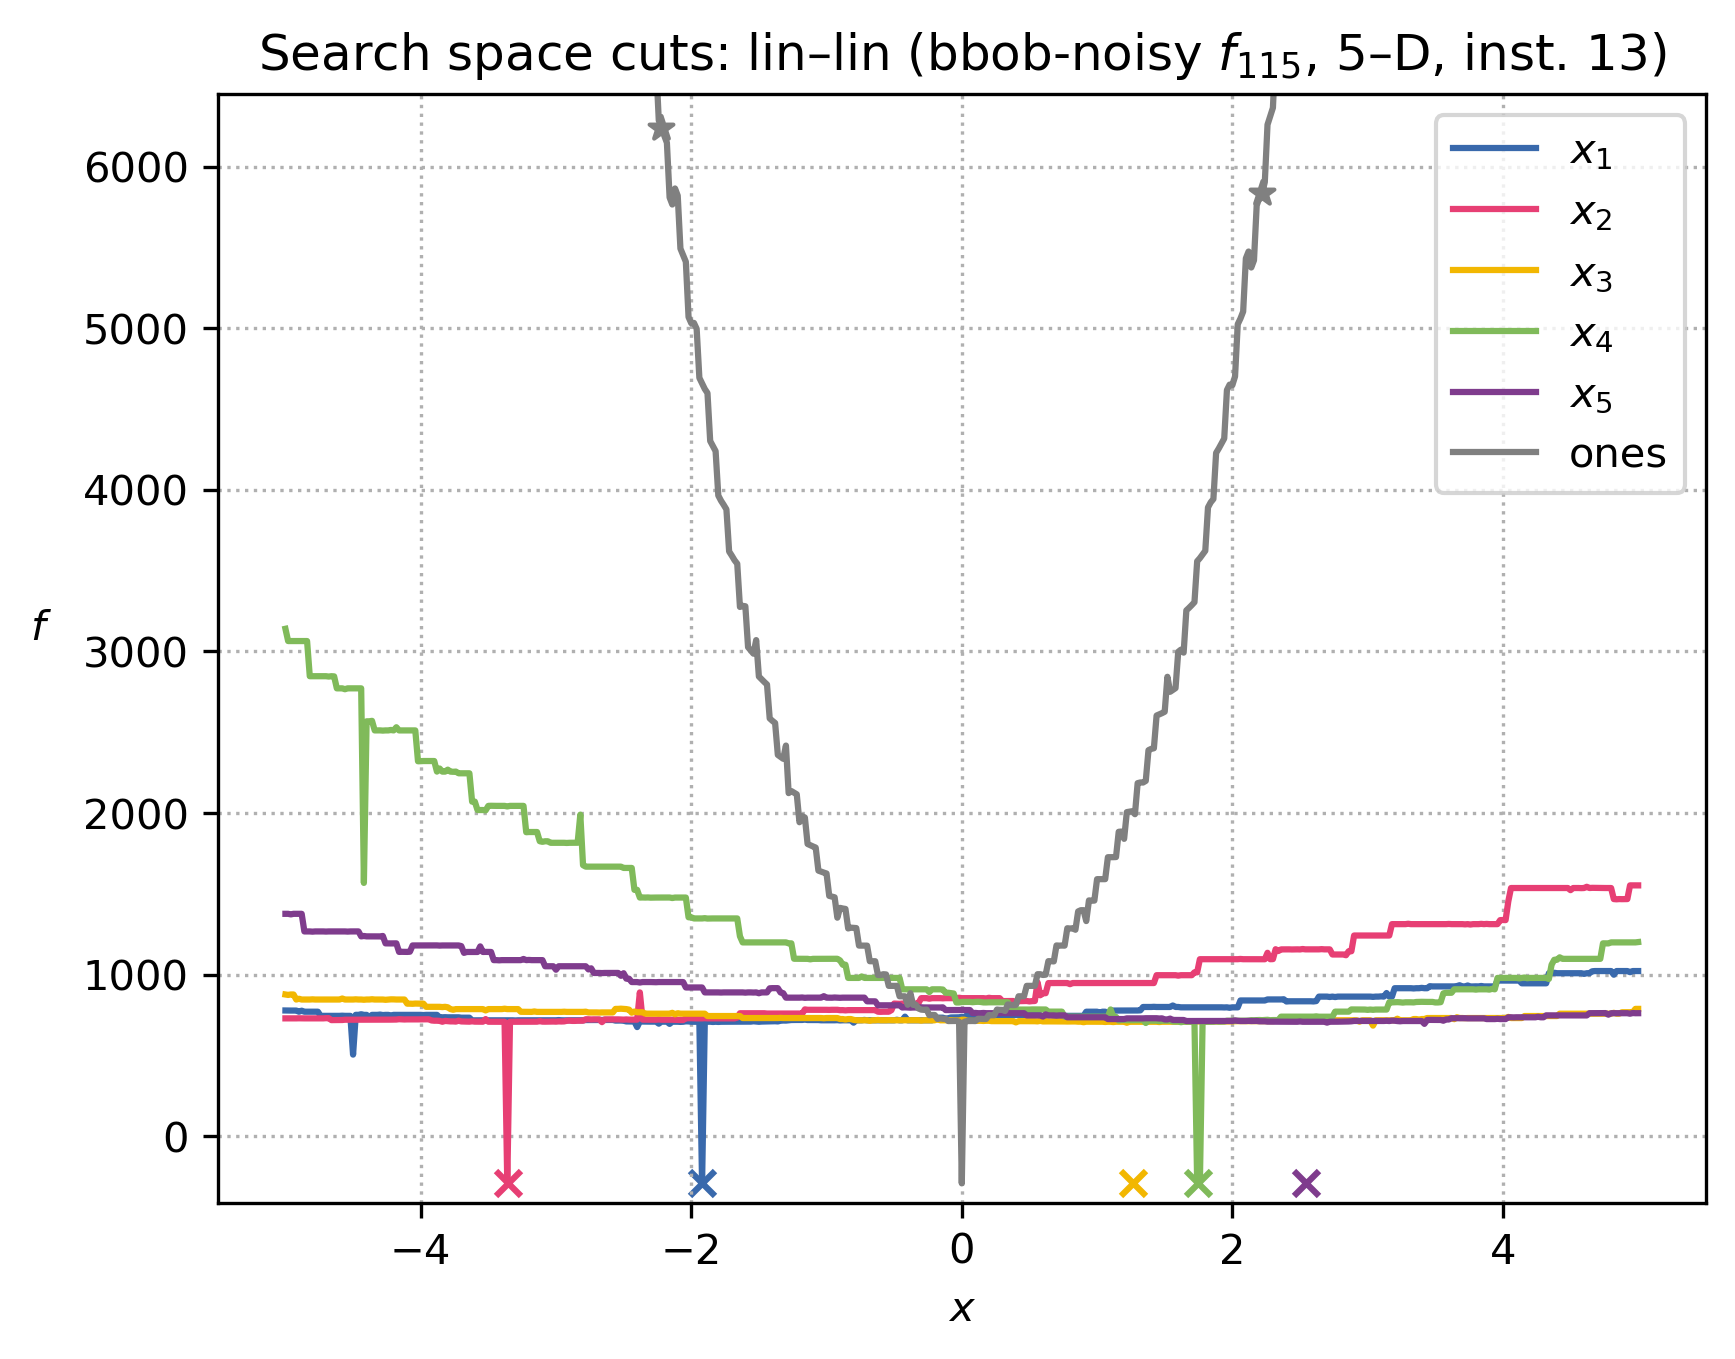 Search space cuts: lin–lin (bbob-noisy f₁₁₅, 5–D, inst. 13)
f
6000
5000
4000
3000
2000
1000
0
x₁
x₂
x₃
x₄
x₅
ones
−4
−2
0
2
4
x